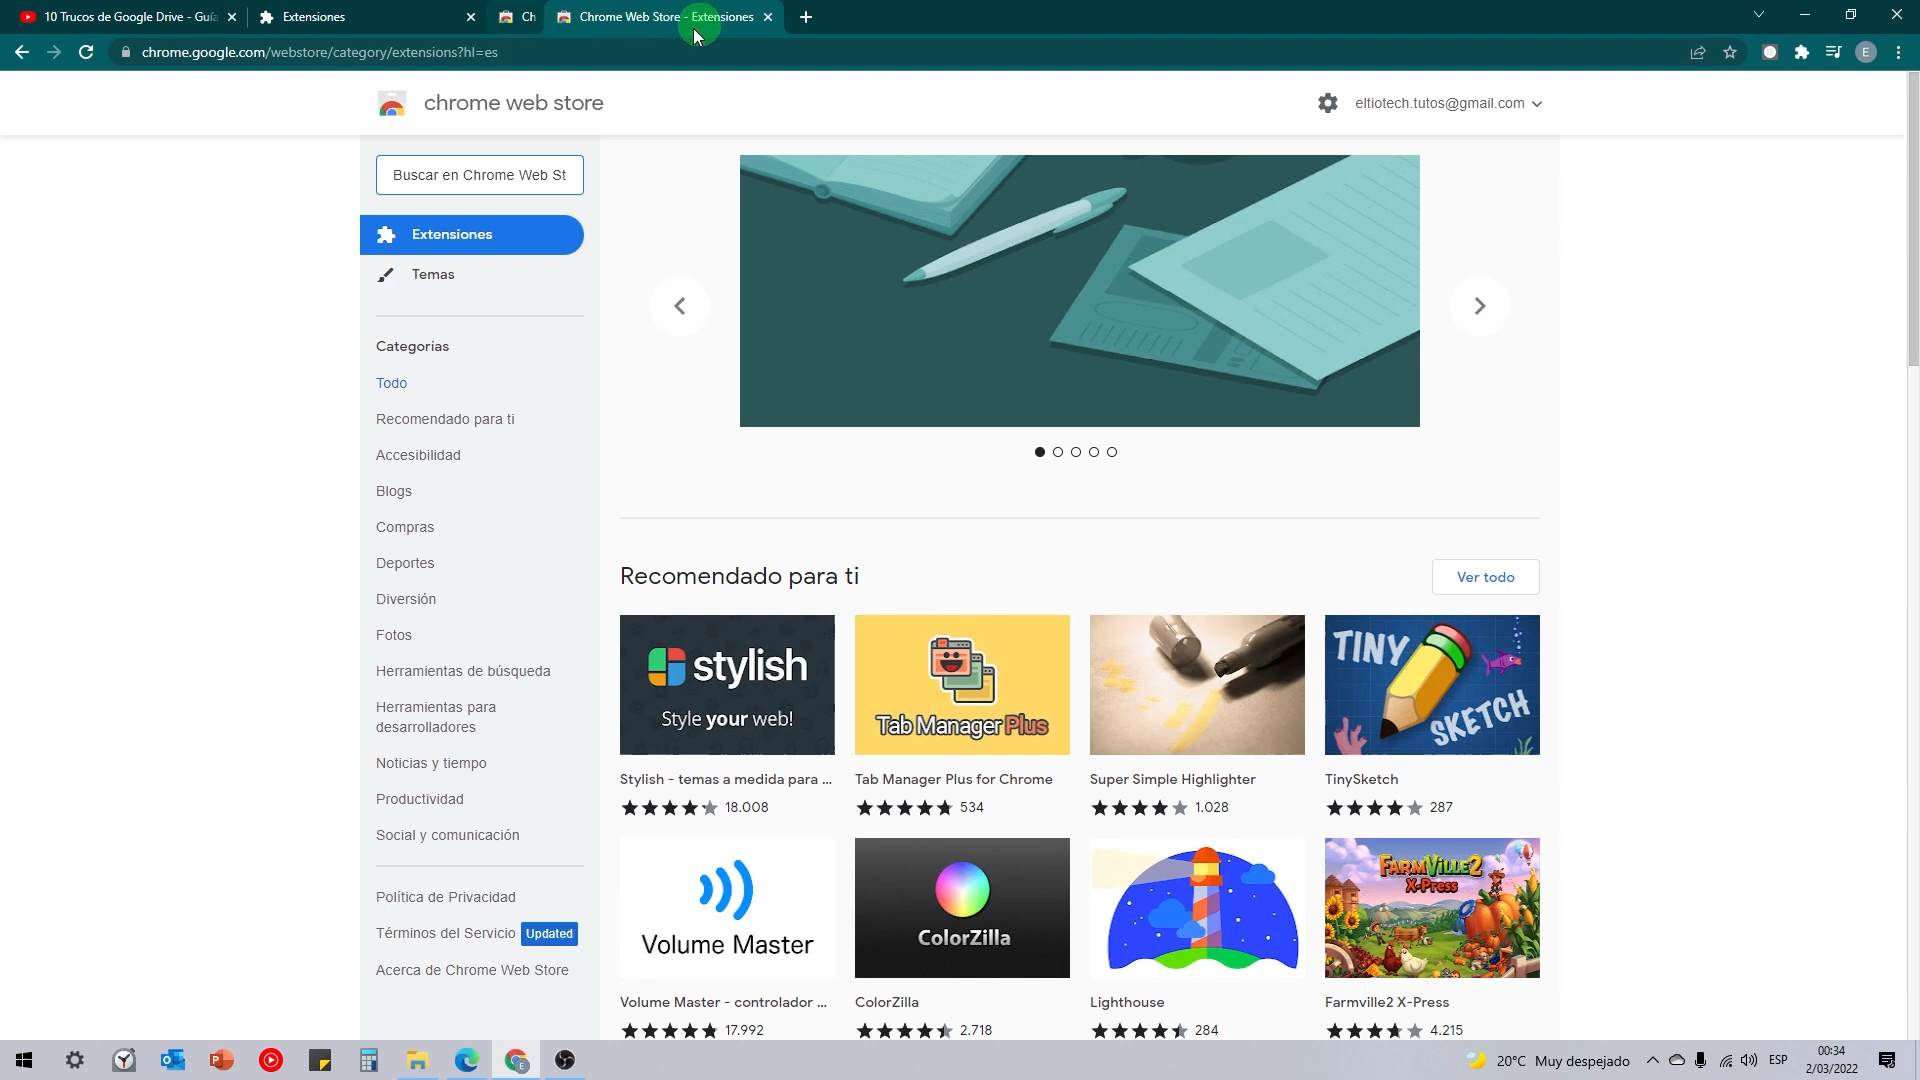 10 Trucos de Google Drive - Guía
Extensiones
Ch
Chrome Web Store - Extensiones
chrome.google.com/webstore/category/extensions?hl=es
E
chrome web store
eltiotech.tutos@gmail.com
Buscar en Chrome Web St
Extensiones
Temas
Categorías
Todo
Recomendado para ti
Accesibilidad
Blogs
Compras
Deportes
Diversión
Fotos
Herramientas de búsqueda
Herramientas para
desarrolladores
Noticias y tiempo
Productividad
Social y comunicación
Política de Privacidad
Términos del Servicio Updated
Acerca de Chrome Web Store
Recomendado para ti
Ver todo
stylish
Style your web!
Tab Manager Plus
TINY
SKETCH
Stylish - temas a medida para ...
Tab Manager Plus for Chrome
Super Simple Highlighter
TinySketch
18.008
534
1.028
287
Volume Master
ColorZilla
FARMVILLE2
X-Press
Volume Master - controlador ...
ColorZilla
Lighthouse
Farmville2 X-Press
17.992
2.718
284
4.215
20°C Muy despejado
ESP
00:34
2/03/2022